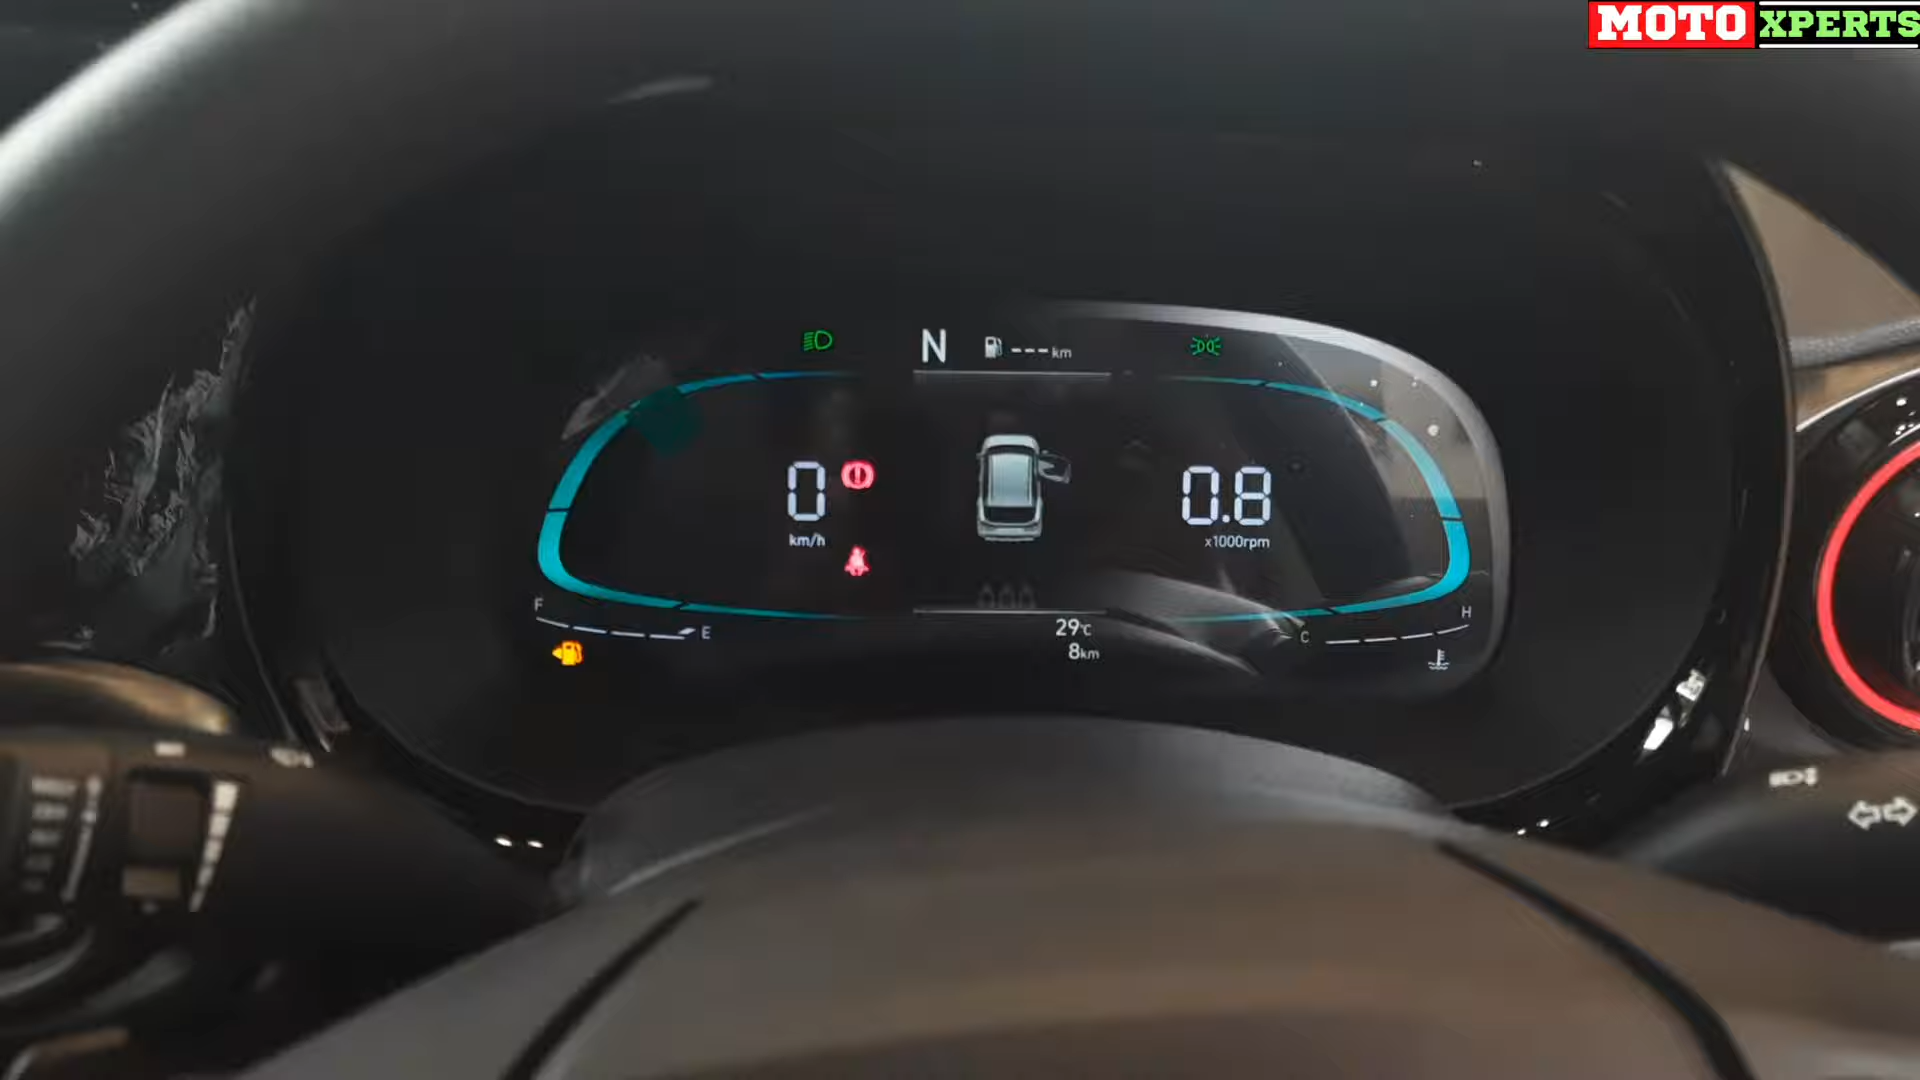 MOTO XPERTS
N --- km
0
km/h
0.8
x1000rpm
F
E
C
H
29°C
8km